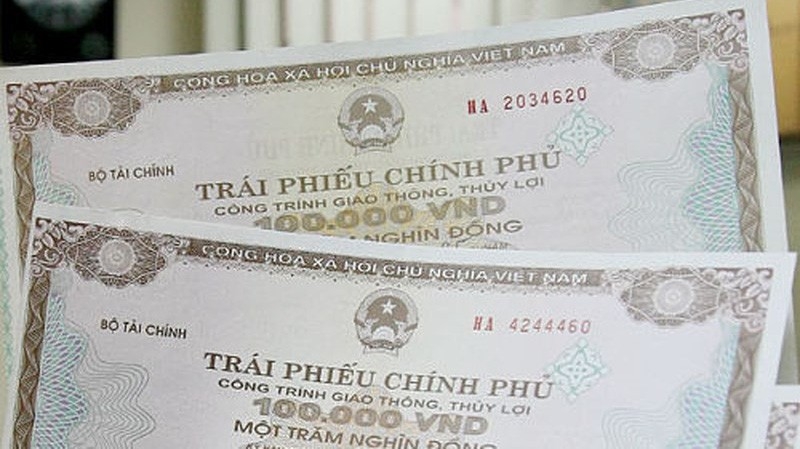 CỘNG HÒA XÃ HỘI CHỦ NGHĨA VIỆT NAM
HA 2034620
BỘ TÀI CHÍNH
TRÁI PHIẾU CHÍNH PHỦ
CÔNG TRÌNH GIAO THÔNG, THỦY LỢI
100.000 VND
NGHÌN ĐỒNG
CỘNG HÒA XÃ HỘI CHỦ NGHĨA VIỆT NAM
HA 4244460
BỘ TÀI CHÍNH
TRÁI PHIẾU CHÍNH PHỦ
CÔNG TRÌNH GIAO THÔNG, THỦY LỢI
100.000 VND
MỘT TRĂM NGHÌN ĐỒNG